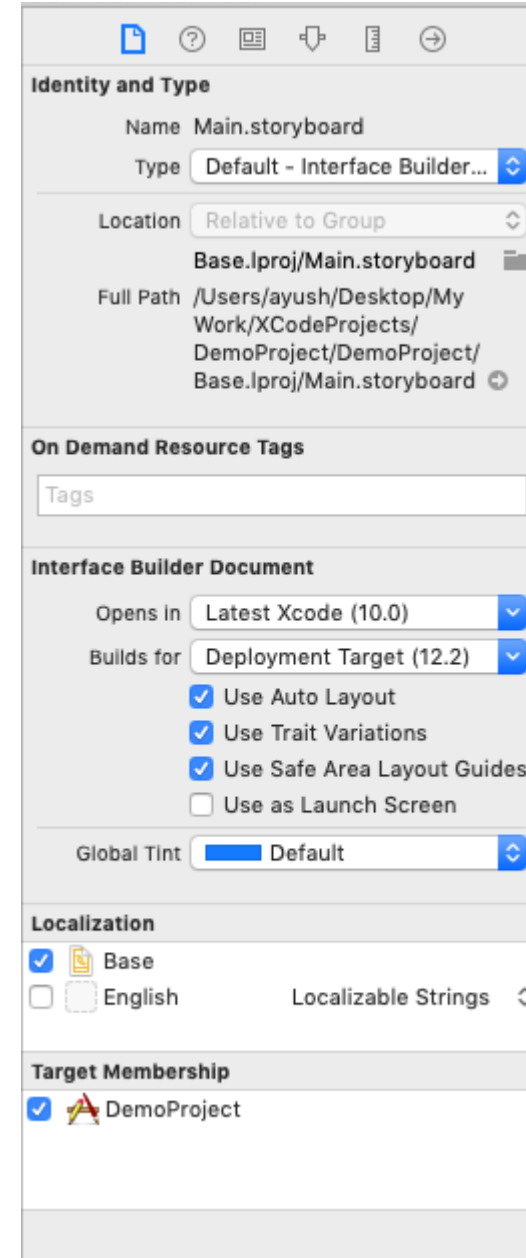 Identity and Type
Name Main.storyboard
Type Default - Interface Builder...
Location Relative to Group
Base.lproj/Main.storyboard
Full Path /Users/ayush/Desktop/My
Work/XCodeProjects/
DemoProject/DemoProject/
Base.lproj/Main.storyboard
On Demand Resource Tags
Tags
Interface Builder Document
Opens in Latest Xcode (10.0)
Builds for Deployment Target (12.2)
Use Auto Layout
Use Trait Variations
Use Safe Area Layout Guides
Use as Launch Screen
Global Tint Default
Localization
Base
English Localizable Strings
Target Membership
DemoProject